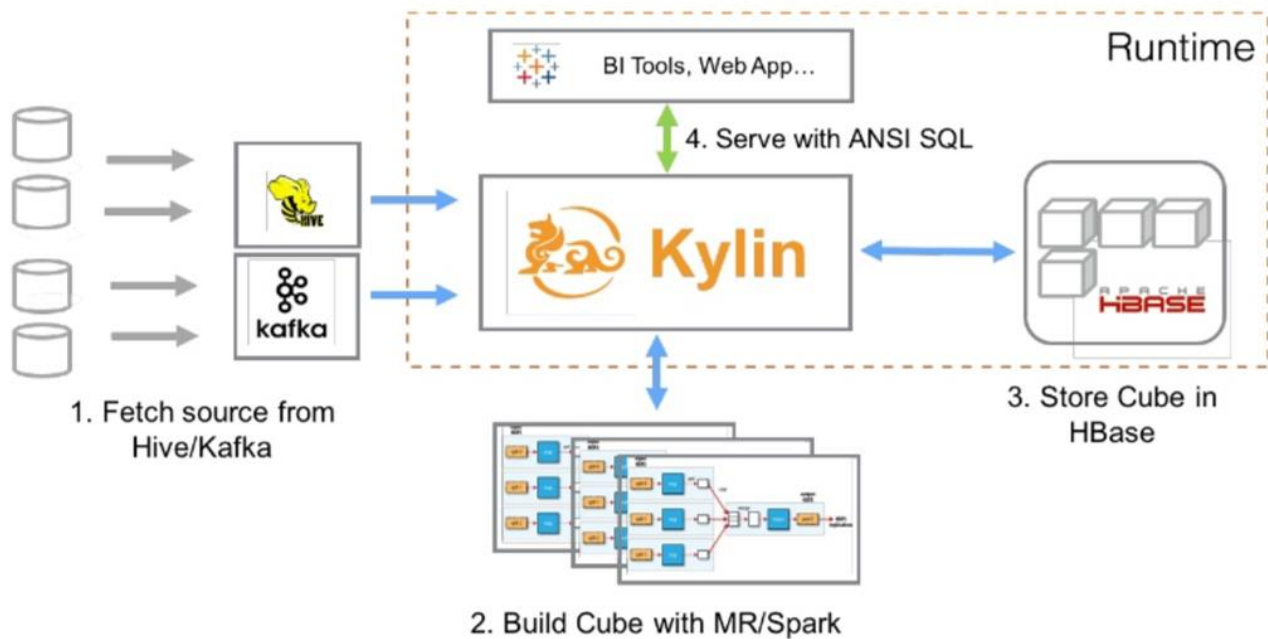 Runtime
BI Tools, Web App...
4. Serve with ANSI SQL
HIVE
Kylin
kafka
APACHE
HBASE
1. Fetch source from
Hive/Kafka
3. Store Cube in
HBase
2. Build Cube with MR/Spark